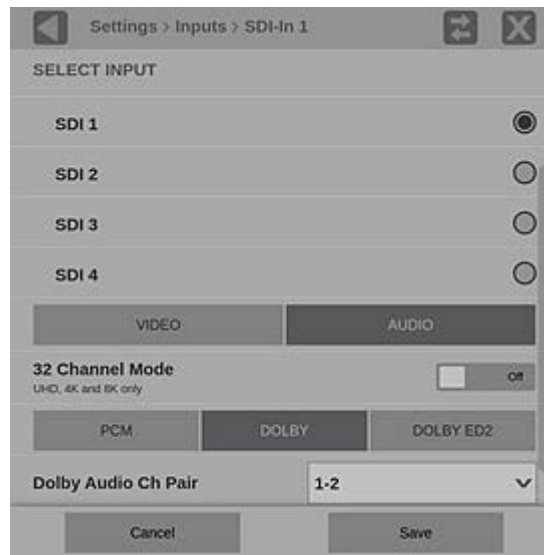 Settings > Inputs > SDI-In 1
SELECT INPUT
SDI 1
SDI 2
SDI 3
SDI 4
VIDEO AUDIO
32 Channel Mode
UHD, 4K and 8K only
Off
PCM DOLBY DOLBY ED2
Dolby Audio Ch Pair 1-2
Cancel Save